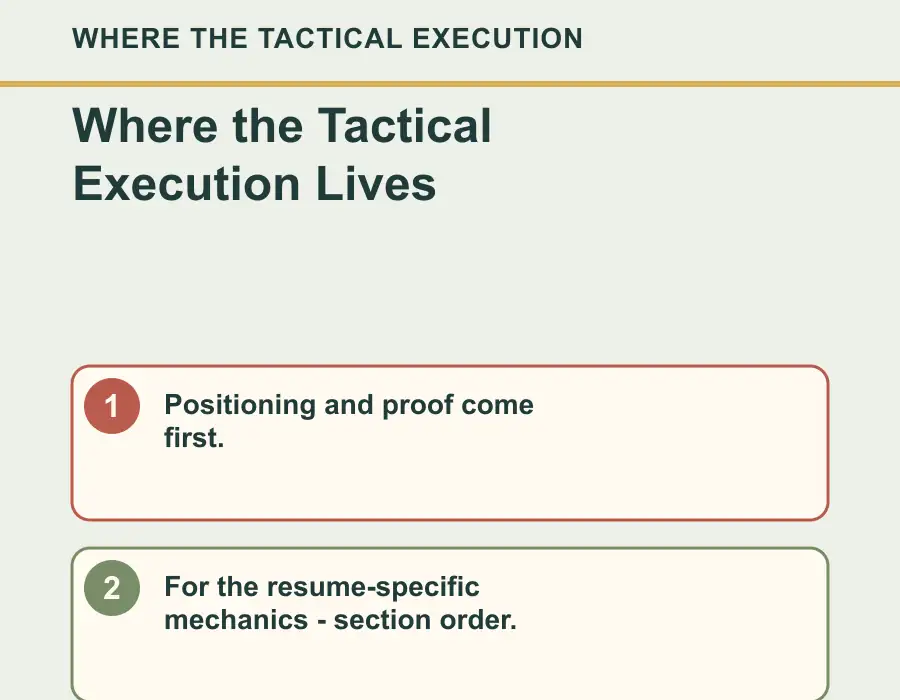 WHERE THE TACTICAL EXECUTION
Where the Tactical
Execution Lives
1
Positioning and proof come
first.
2
For the resume-specific
mechanics - section order.